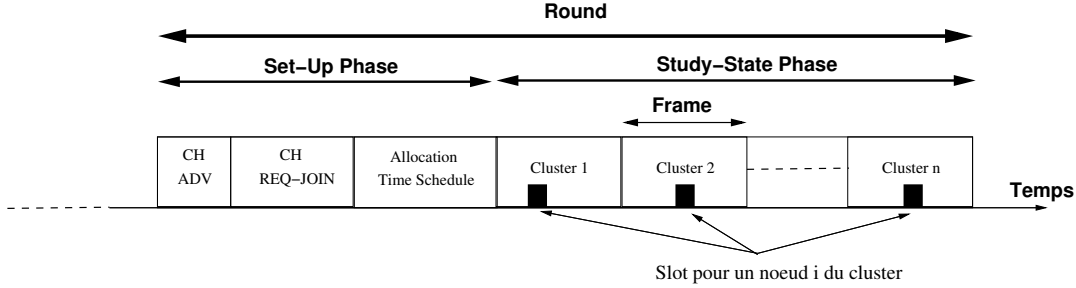 Round
Set–Up Phase
Study–State Phase
Frame
CH
ADV
CH
REQ–JOIN
Allocation
Time Schedule
Cluster 1
Cluster 2
Cluster n
Temps
Slot pour un noeud i du cluster